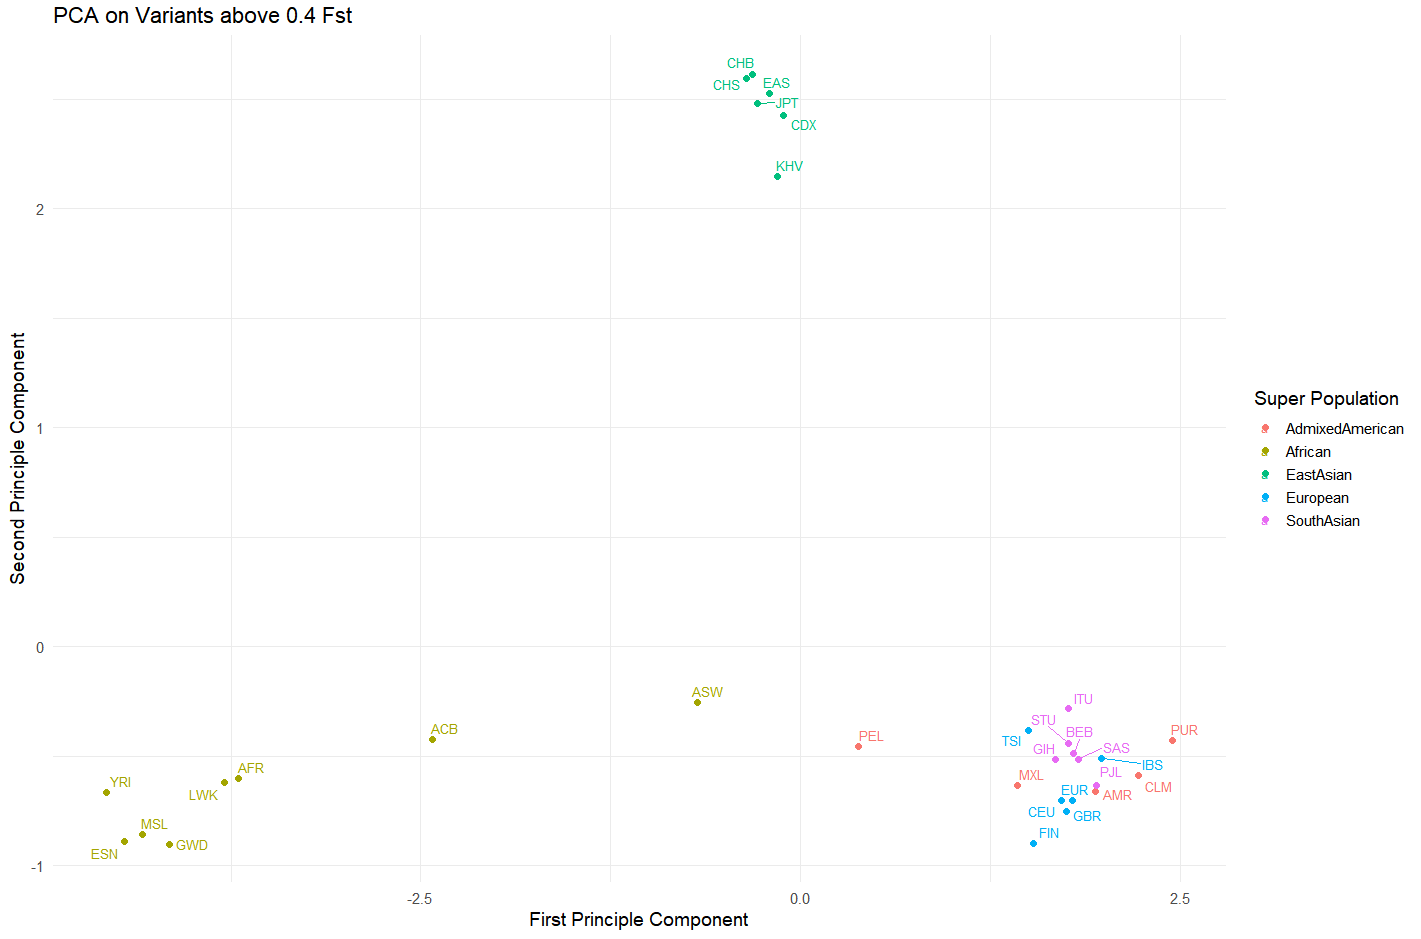 PCA on Variants above 0.4 Fst
CHB
CHS
EAS
JPT
CDX
KHV
2
1
0
-1
Second Principle Component
ASW
ACB
AFR
YRI
LWK
MSL
ESN
GWD
PEL
ITU
STU
BEB
PUR
TSI
GIH
SAS
IBS
MXL
PJL
CLM
EUR
AMR
CEU
GBR
FIN
-2.5
0.0
2.5
First Principle Component
Super Population
a AdmixedAmerican
a African
a EastAsian
a European
a SouthAsian